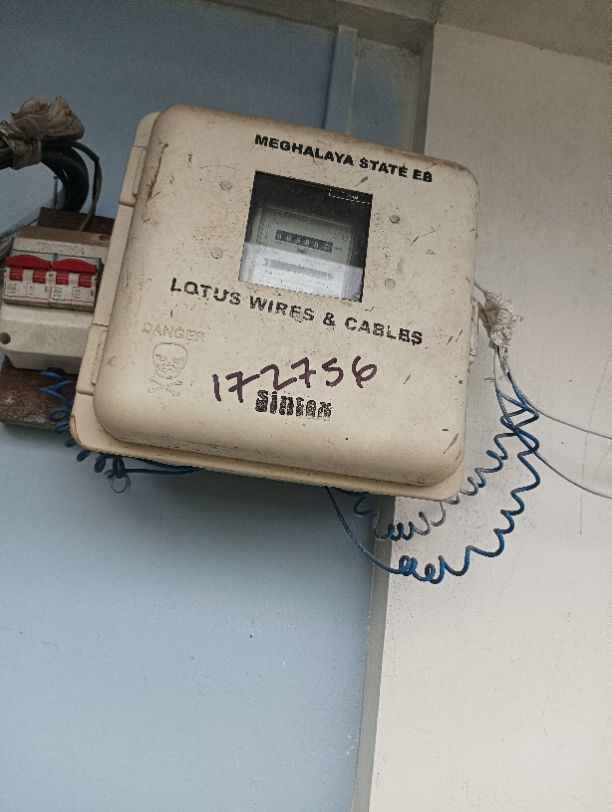 MEGHALAYA STATE EB
LOTUS WIRES & CABLES
DANGER
172756
Sintex